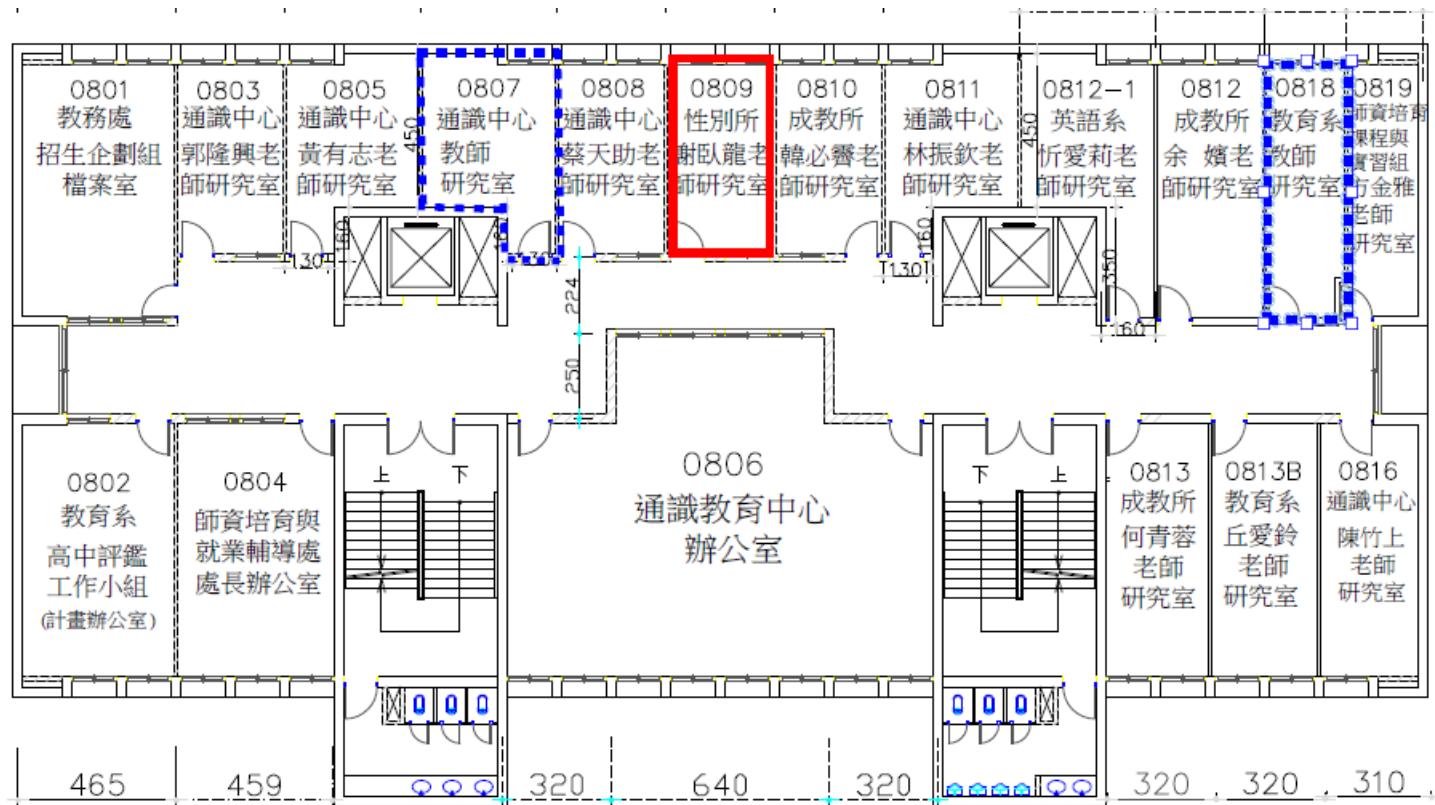 0801
教務處
招生企劃組
檔案室
0803
通識中心
郭隆興老
師研究室
0805
通識中心
黃有志老
師研究室
450
0807
通識中心
教師
研究室
0808
通識中心
蔡天助老
師研究室
0809
性別所
謝臥龍老
師研究室
0810
成教所
韓必霽老
師研究室
0811
通識中心
林振欽老
師研究室
450
0812-1
英語系
忻愛莉老
師研究室
0812
成教所
余 嬪老
師研究室
0818
教育系
教師
研究室
0819
師資培育
課程與
實習組
方金雅
老師
研究室
130
160
130
224
250
130
160
350
160
0802
教育系
高中評鑑
工作小組
(計畫辦公室)
0804
師資培育與
就業輔導處
處長辦公室
上
下
0806
通識教育中心
辦公室
下
上
0813
成教所
何青蓉
老師
研究室
0813B
教育系
丘愛鈴
老師
研究室
0816
通識中心
陳竹上
老師
研究室
465
459
320
640
320
320
320
310